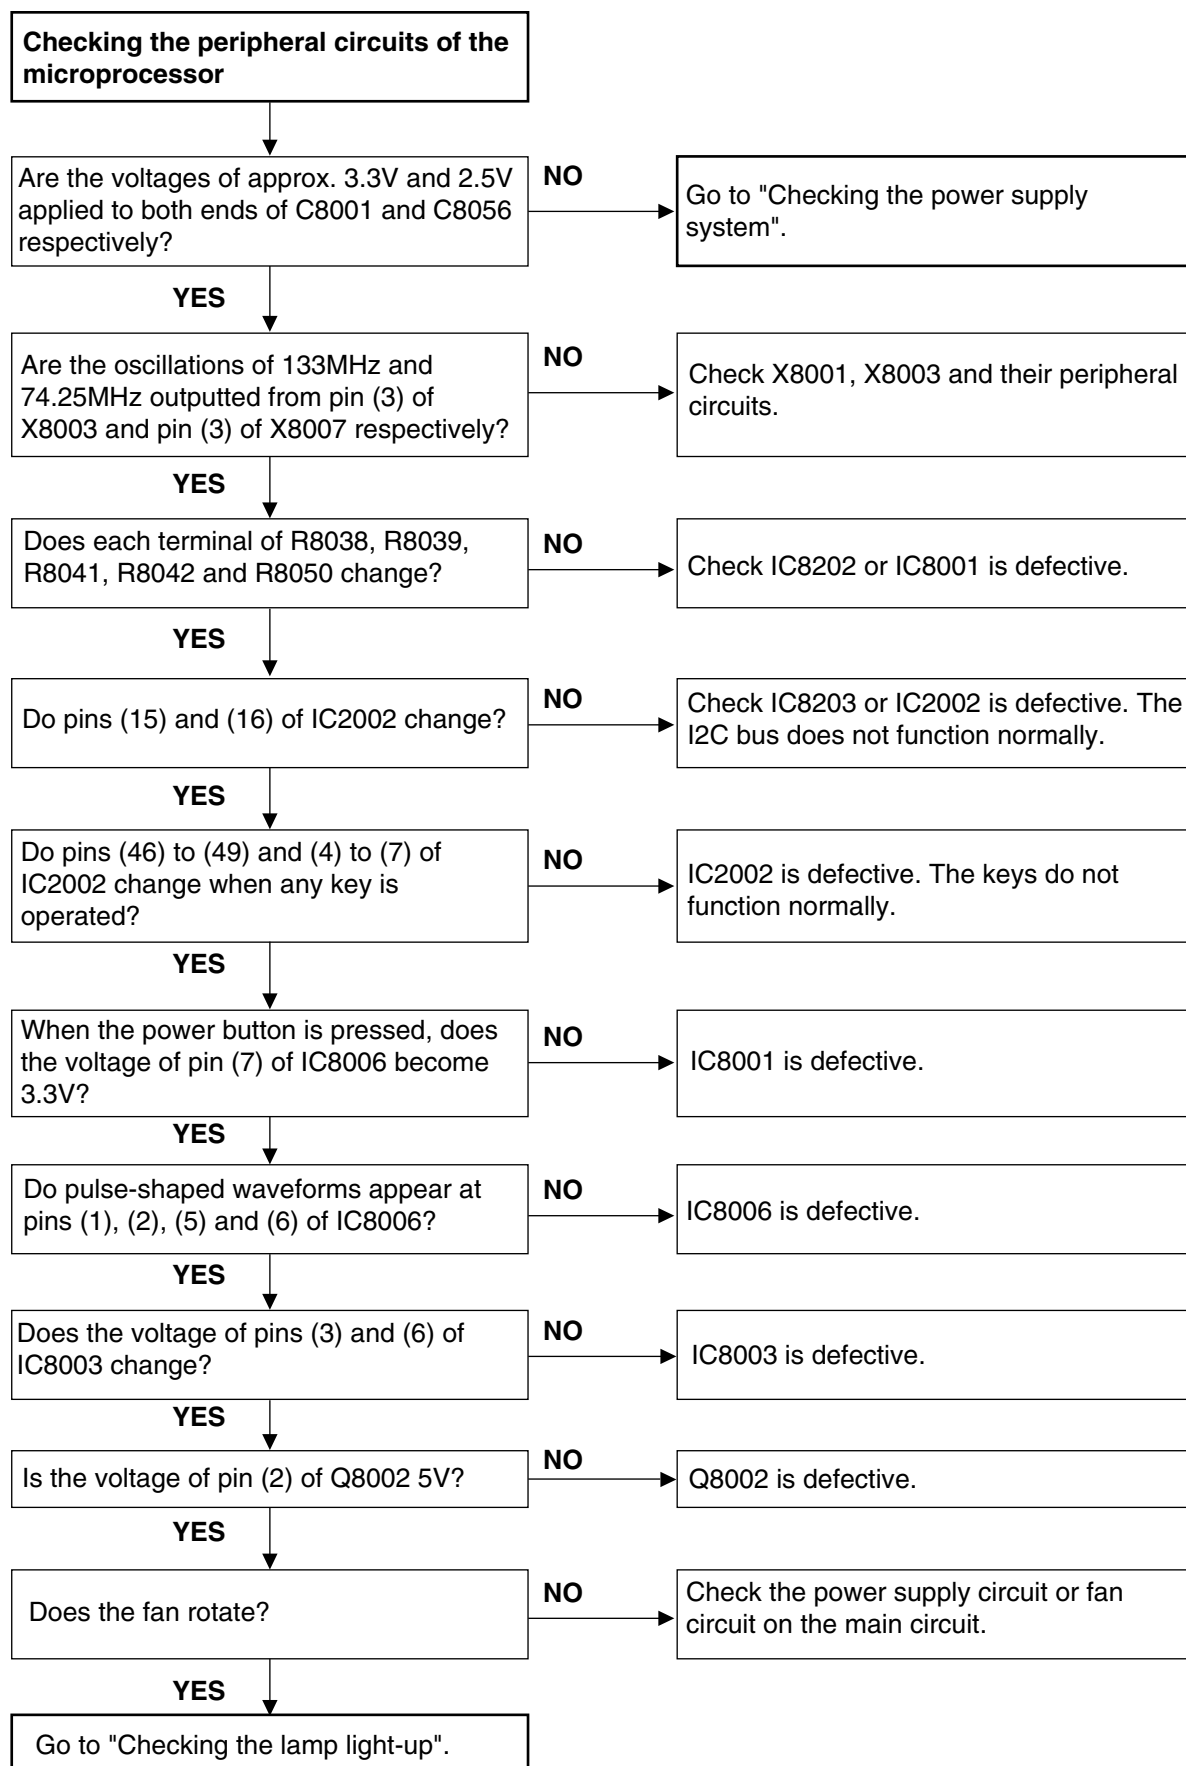 Checking the peripheral circuits of the
microprocessor
Are the voltages of approx. 3.3V and 2.5V
applied to both ends of C8001 and C8056
respectively?
NO
Go to "Checking the power supply
system".
YES
Are the oscillations of 133MHz and
74.25MHz outputted from pin (3) of
X8003 and pin (3) of X8007 respectively?
NO
Check X8001, X8003 and their peripheral
circuits.
YES
Does each terminal of R8038, R8039,
R8041, R8042 and R8050 change?
NO
Check IC8202 or IC8001 is defective.
YES
Do pins (15) and (16) of IC2002 change?
NO
Check IC8203 or IC2002 is defective. The
I2C bus does not function normally.
YES
Do pins (46) to (49) and (4) to (7) of
IC2002 change when any key is
operated?
NO
IC2002 is defective. The keys do not
function normally.
YES
When the power button is pressed, does
the voltage of pin (7) of IC8006 become
3.3V?
NO
IC8001 is defective.
YES
Do pulse-shaped waveforms appear at
pins (1), (2), (5) and (6) of IC8006?
NO
IC8006 is defective.
YES
Does the voltage of pins (3) and (6) of
IC8003 change?
NO
IC8003 is defective.
YES
Is the voltage of pin (2) of Q8002 5V?
NO
Q8002 is defective.
YES
Does the fan rotate?
NO
Check the power supply circuit or fan
circuit on the main circuit.
YES
Go to "Checking the lamp light-up".